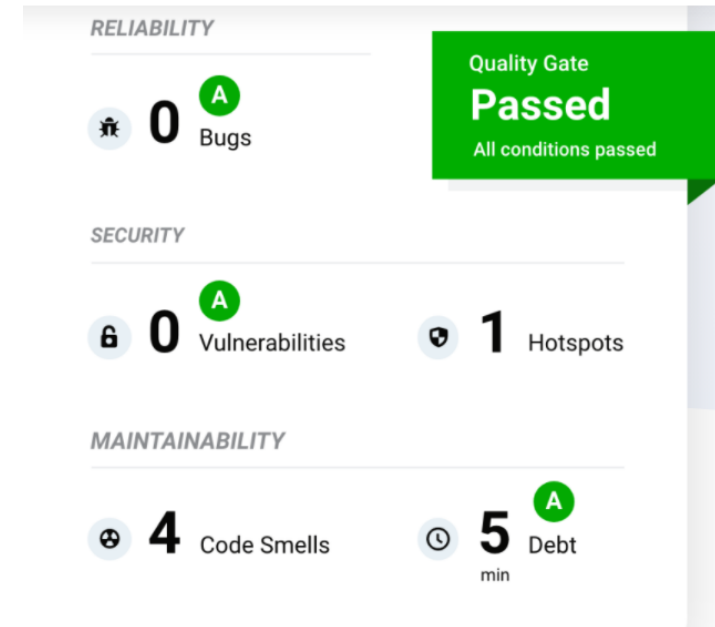 RELIABILITY
0 A Bugs
Quality Gate
Passed
All conditions passed
SECURITY
0 A Vulnerabilities
1 Hotspots
MAINTAINABILITY
4 Code Smells
5 A Debt
min